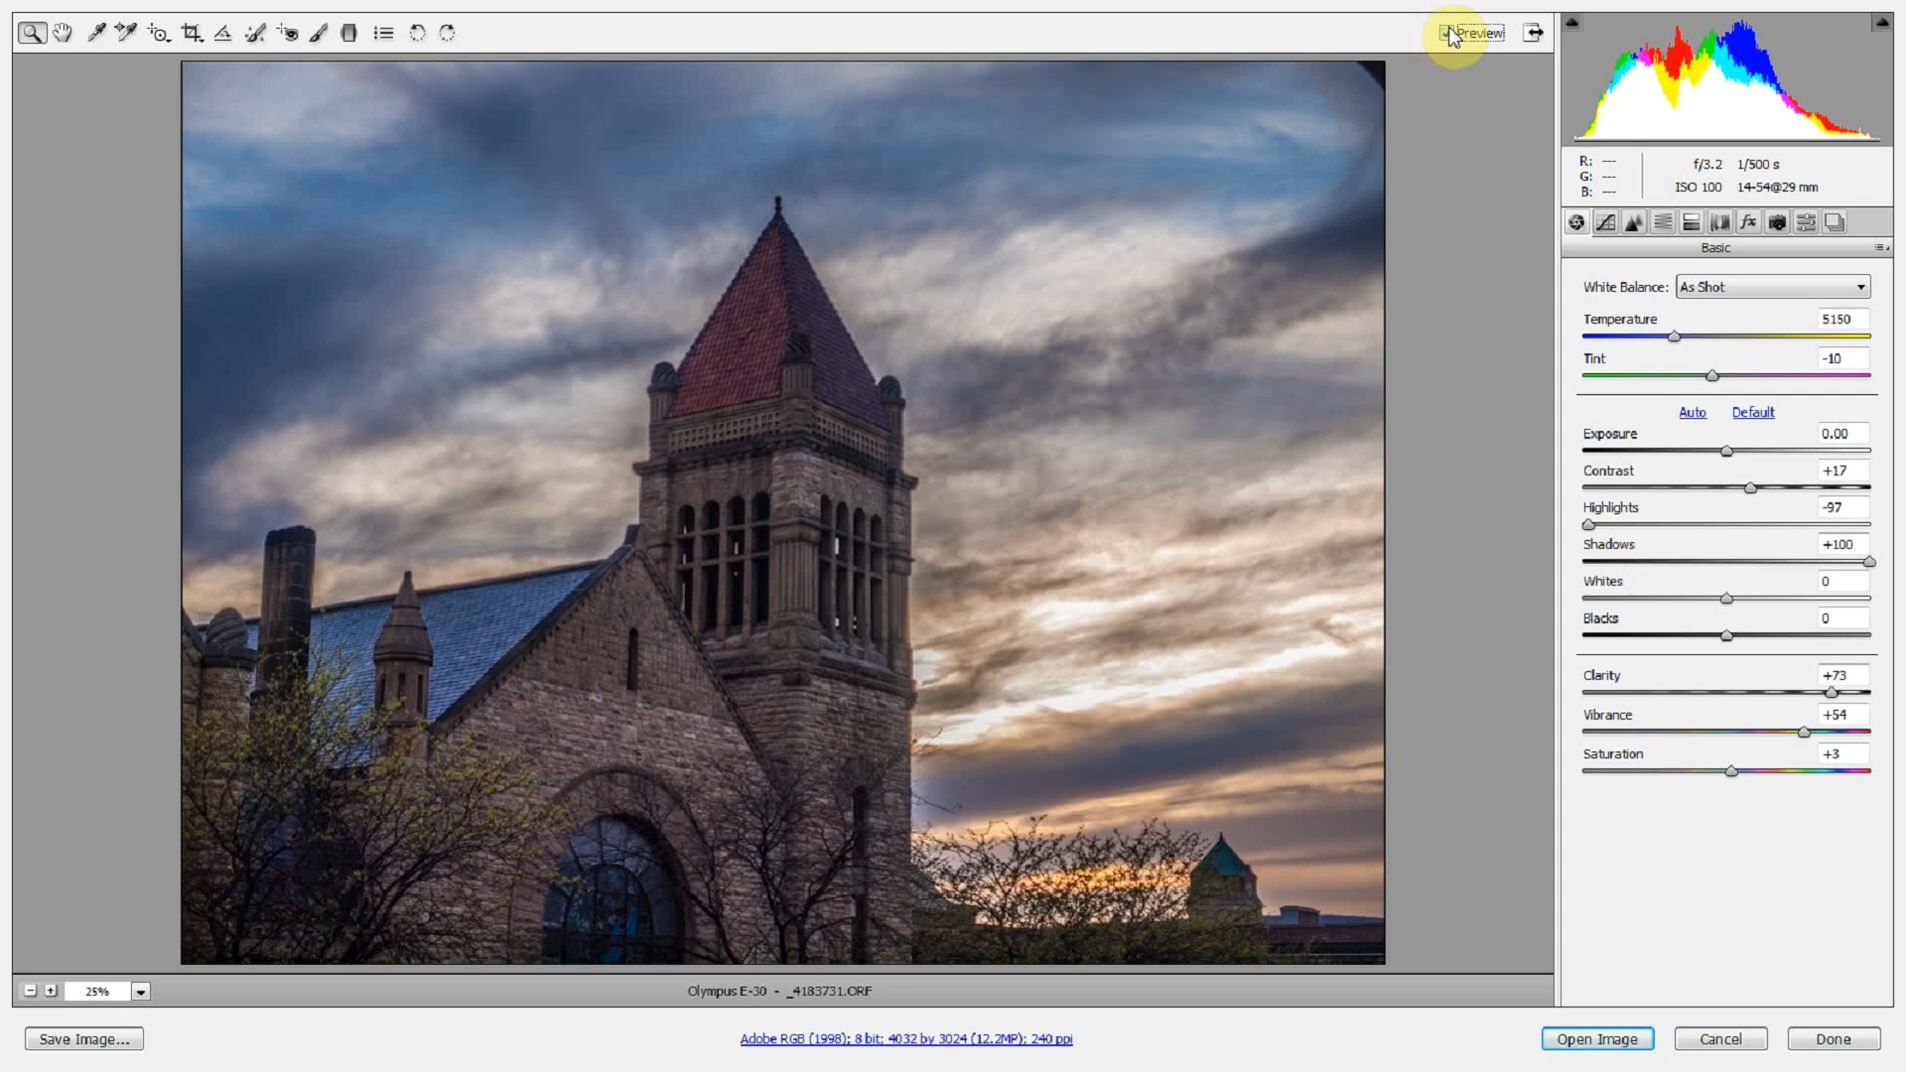 Preview
R: ---
G: ---
B: ---
f/3.2 1/500 s
ISO 100 14-54@29 mm
fx
Basic
White Balance: As Shot
Temperature 5150
Tint -10
Auto Default
Exposure 0.00
Contrast +17
Highlights -97
Shadows +100
Whites 0
Blacks 0
Clarity +73
Vibrance +54
Saturation +3
25%
Olympus E-30 - _4183731.ORF
Save Image...
Adobe RGB (1998); 8 bit; 4032 by 3024 (12.2MP); 240 ppi
Open Image
Cancel
Done